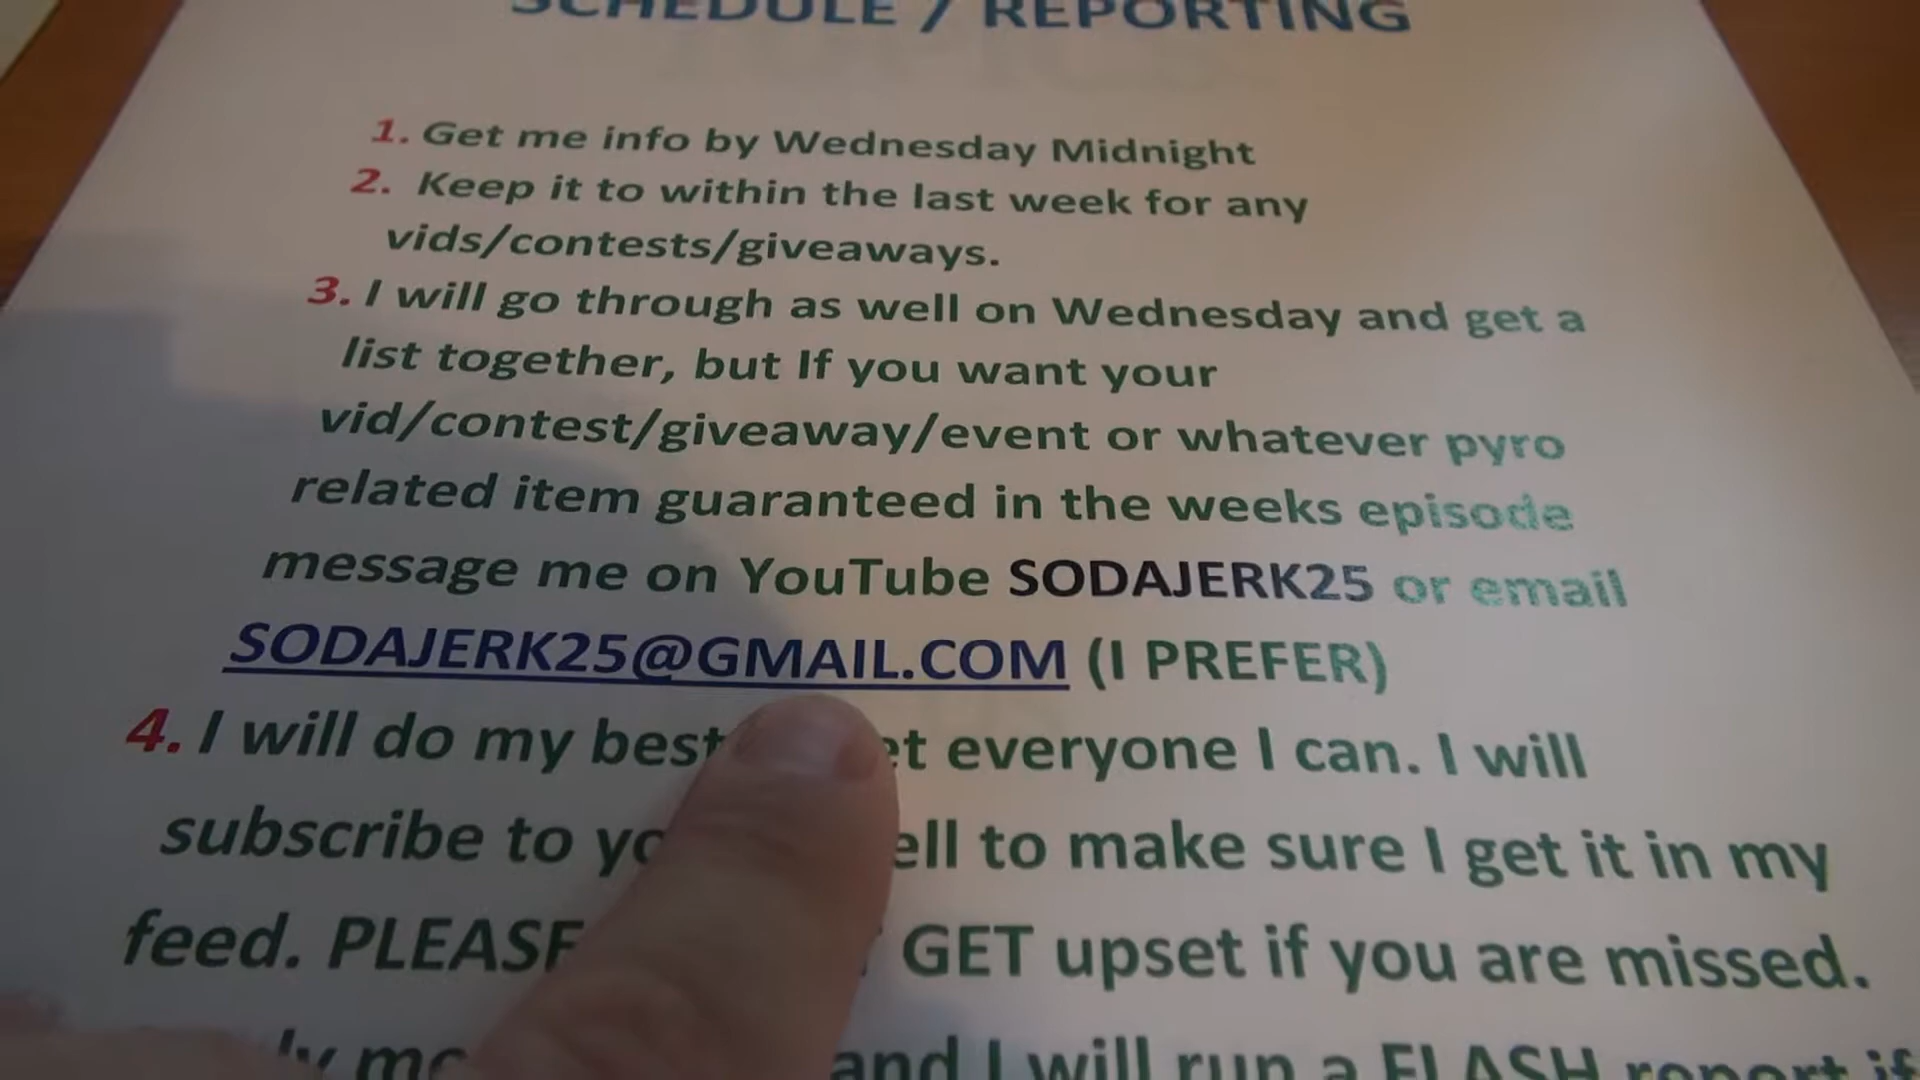 SCHEDULE / REPORTING
1. Get me info by Wednesday Midnight
2. Keep it to within the last week for any
vids/contests/giveaways.
3. I will go through as well on Wednesday and get a
list together, but If you want your
vid/contest/giveaway/event or whatever pyro
related item guaranteed in the weeks episode
message me on YouTube SODAJERK25 or email
SODAJERK25@GMAIL.COM (I PREFER)
4. I will do my best everyone I can. I will
subscribe to to make sure I get it in my
feed. PLEASE GET upset if you are missed.
and I will run a FLASH report if